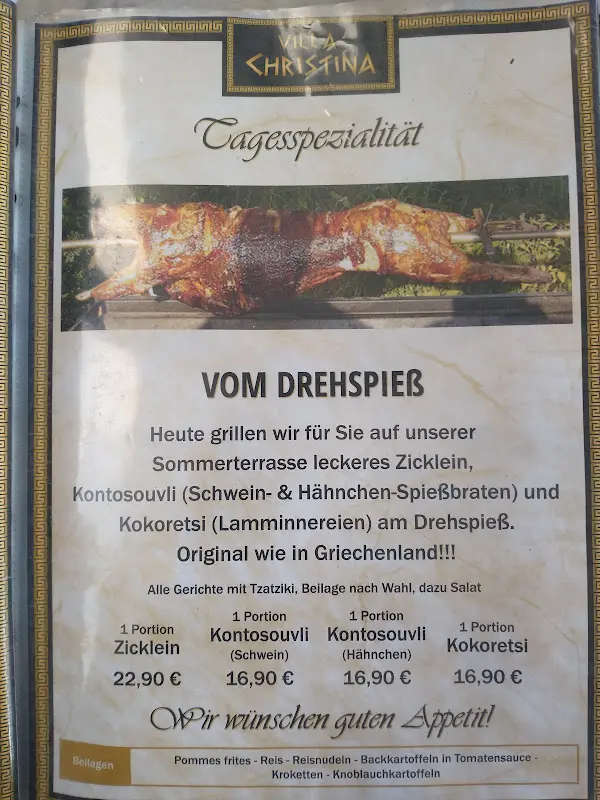 VILLA
CHRISTINA
Tagesspezialität
VOM DREHSPIEß
Heute grillen wir für Sie auf unserer
Sommerterrasse leckeres Zicklein,
Kontosouvli (Schwein- & Hähnchen-Spießbraten) und
Kokoretsi (Lamminnereien) am Drehspieß.
Original wie in Griechenland!!!
Alle Gerichte mit Tzatziki, Beilage nach Wahl, dazu Salat
1 Portion
Zicklein
22,90 €
1 Portion
Kontosouvli
(Schwein)
16,90 €
1 Portion
Kontosouvli
(Hähnchen)
16,90 €
1 Portion
Kokoretsi
16,90 €
Wir wünschen guten Appetit!
Beilagen
Pommes frites - Reis - Reisnudeln - Backkartoffeln in Tomatensauce -
Kroketten - Knoblauchkartoffeln